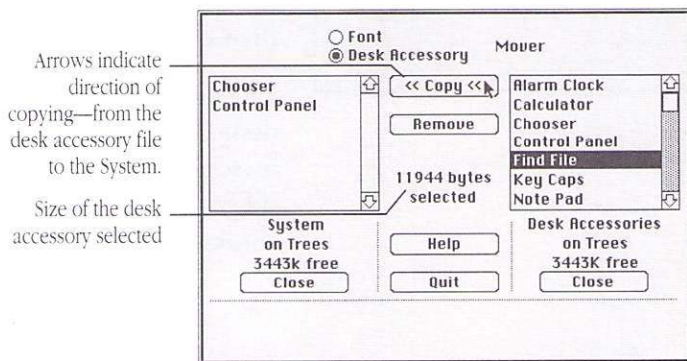 Arrows indicate
direction of
copying—from the
desk accessory file
to the System.
Size of the desk
accessory selected
Font
Desk Accessory
Mover
Chooser
Control Panel
<< Copy <<
Remove
11944 bytes
selected
Alarm Clock
Calculator
Chooser
Control Panel
Find File
Key Caps
Note Pad
System
on Trees
3443k free
Close
Help
Quit
Desk Accessories
on Trees
3443K free
Close